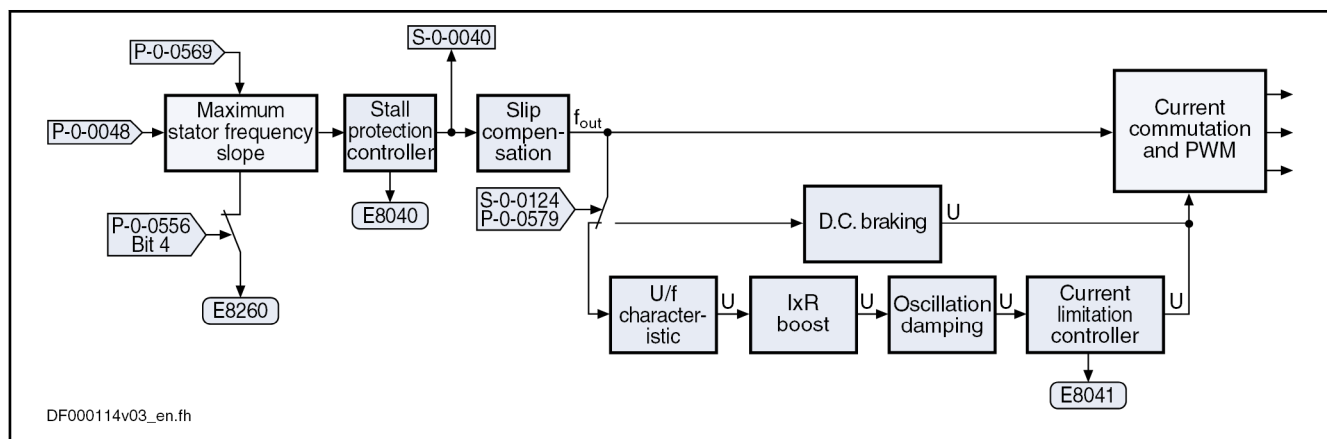 S-0-0040
P-0-0569
P-0-0048
Maximum
stator frequency
slope
Stall
protection
controller
Slip
compen-
sation
fout
Current
commutation
and PWM
P-0-0556
Bit 4
E8040
S-0-0124
P-0-0579
D.C. braking
U
E8260
U/f
character-
istic
U
IxR
boost
U
Oscillation
damping
U
Current
limitation
controller
U
E8041
DF000114v03_en.fh